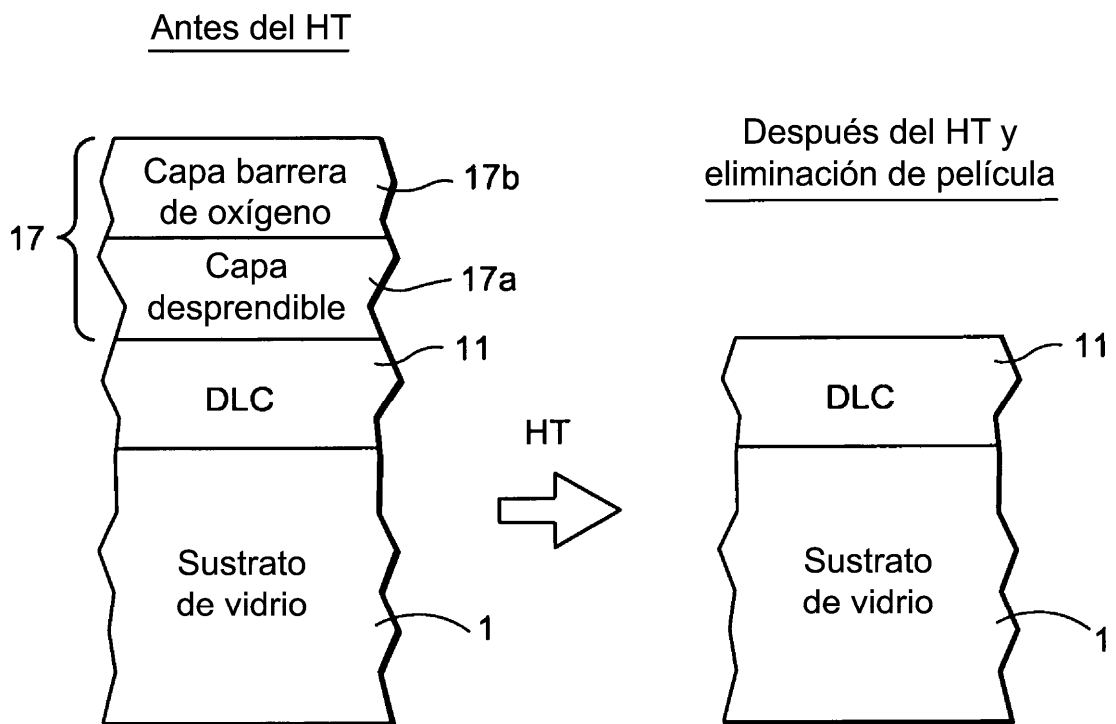 Antes del HT
Capa barrera
de oxígeno
17b
17
Capa
desprendible
17a
11
DLC
Sustrato
de vidrio
1
HT
Después del HT y
eliminación de película
11
DLC
Sustrato
de vidrio
1